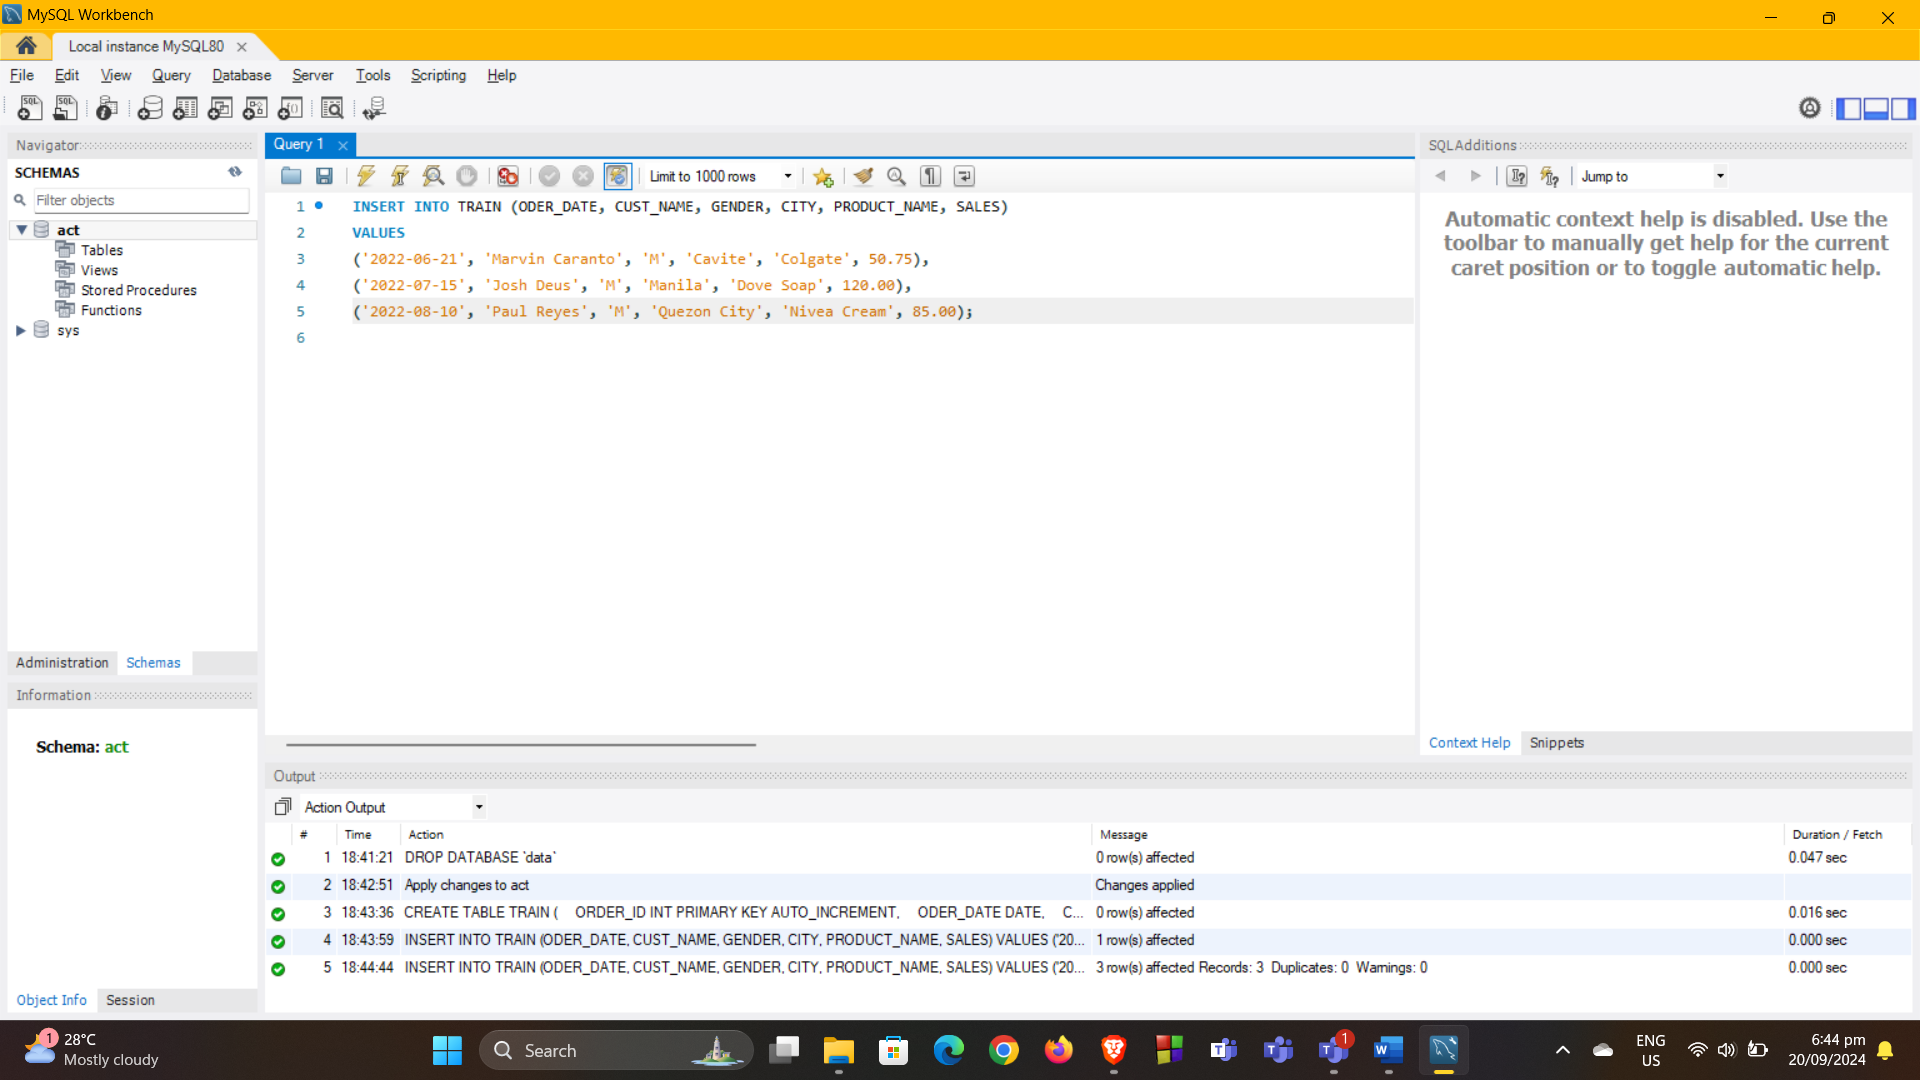 MySQL Workbench
Local instance MySQL80
File Edit View Query Database Server Tools Scripting Help
Navigator
SCHEMAS
Filter objects
act
Tables
Views
Stored Procedures
Functions
sys
Administration Schemas
Information
Schema: act
Object Info Session
Query 1
Limit to 1000 rows
1 INSERT INTO TRAIN (ODER_DATE, CUST_NAME, GENDER, CITY, PRODUCT_NAME, SALES)
2 VALUES
3 ('2022-06-21', 'Marvin Caranto', 'M', 'Cavite', 'Colgate', 50.75),
4 ('2022-07-15', 'Josh Deus', 'M', 'Manila', 'Dove Soap', 120.00),
5 ('2022-08-10', 'Paul Reyes', 'M', 'Quezon City', 'Nivea Cream', 85.00);
6
SQLAdditions
Jump to
Automatic context help is disabled. Use the
toolbar to manually get help for the current
caret position or to toggle automatic help.
Context Help Snippets
Output
Action Output
# Time Action Message Duration / Fetch
1 18:41:21 DROP DATABASE `data` 0 row(s) affected 0.047 sec
2 18:42:51 Apply changes to act Changes applied
3 18:43:36 CREATE TABLE TRAIN ( ORDER_ID INT PRIMARY KEY AUTO_INCREMENT, ODER_DATE DATE, C... 0 row(s) affected 0.016 sec
4 18:43:59 INSERT INTO TRAIN (ODER_DATE, CUST_NAME, GENDER, CITY, PRODUCT_NAME, SALES) VALUES ('20... 1 row(s) affected 0.000 sec
5 18:44:44 INSERT INTO TRAIN (ODER_DATE, CUST_NAME, GENDER, CITY, PRODUCT_NAME, SALES) VALUES ('20... 3 row(s) affected Records: 3 Duplicates: 0 Warnings: 0 0.000 sec
1
28°C
Mostly cloudy
Search
1
ENG
US
6:44 pm
20/09/2024